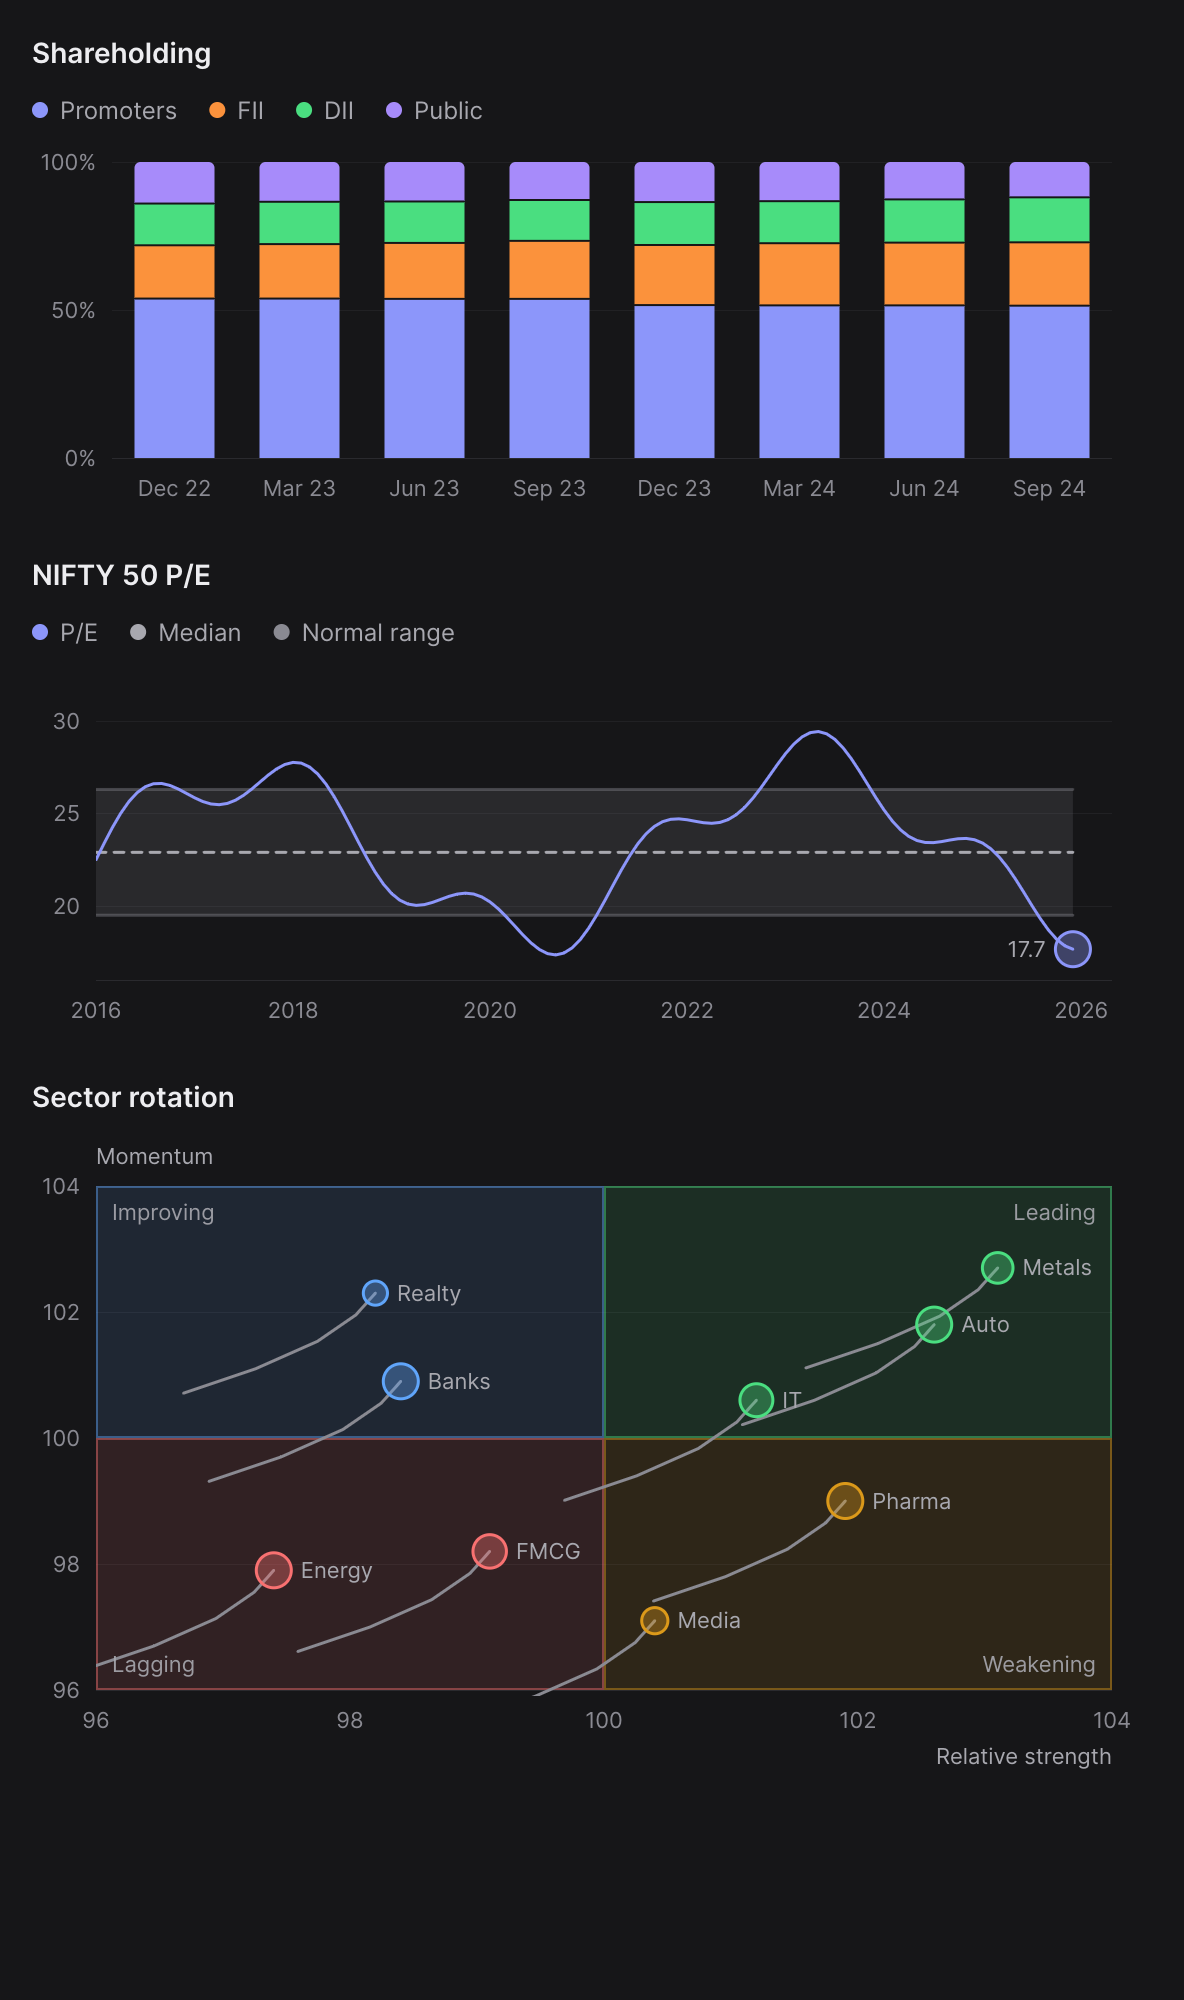 Shareholding
Promoters FII DII Public
100%
50%
0%
Dec 22 Mar 23 Jun 23 Sep 23 Dec 23 Mar 24 Jun 24 Sep 24
NIFTY 50 P/E
P/E Median Normal range
30
25
20
17.7
2016 2018 2020 2022 2024 2026
Sector rotation
Momentum
104
Improving Leading
Metals
Realty
102
Auto
Banks
IT
100
Pharma
FMCG
98
Energy
Media
Lagging Weakening
96
96 98 100 102 104
Relative strength